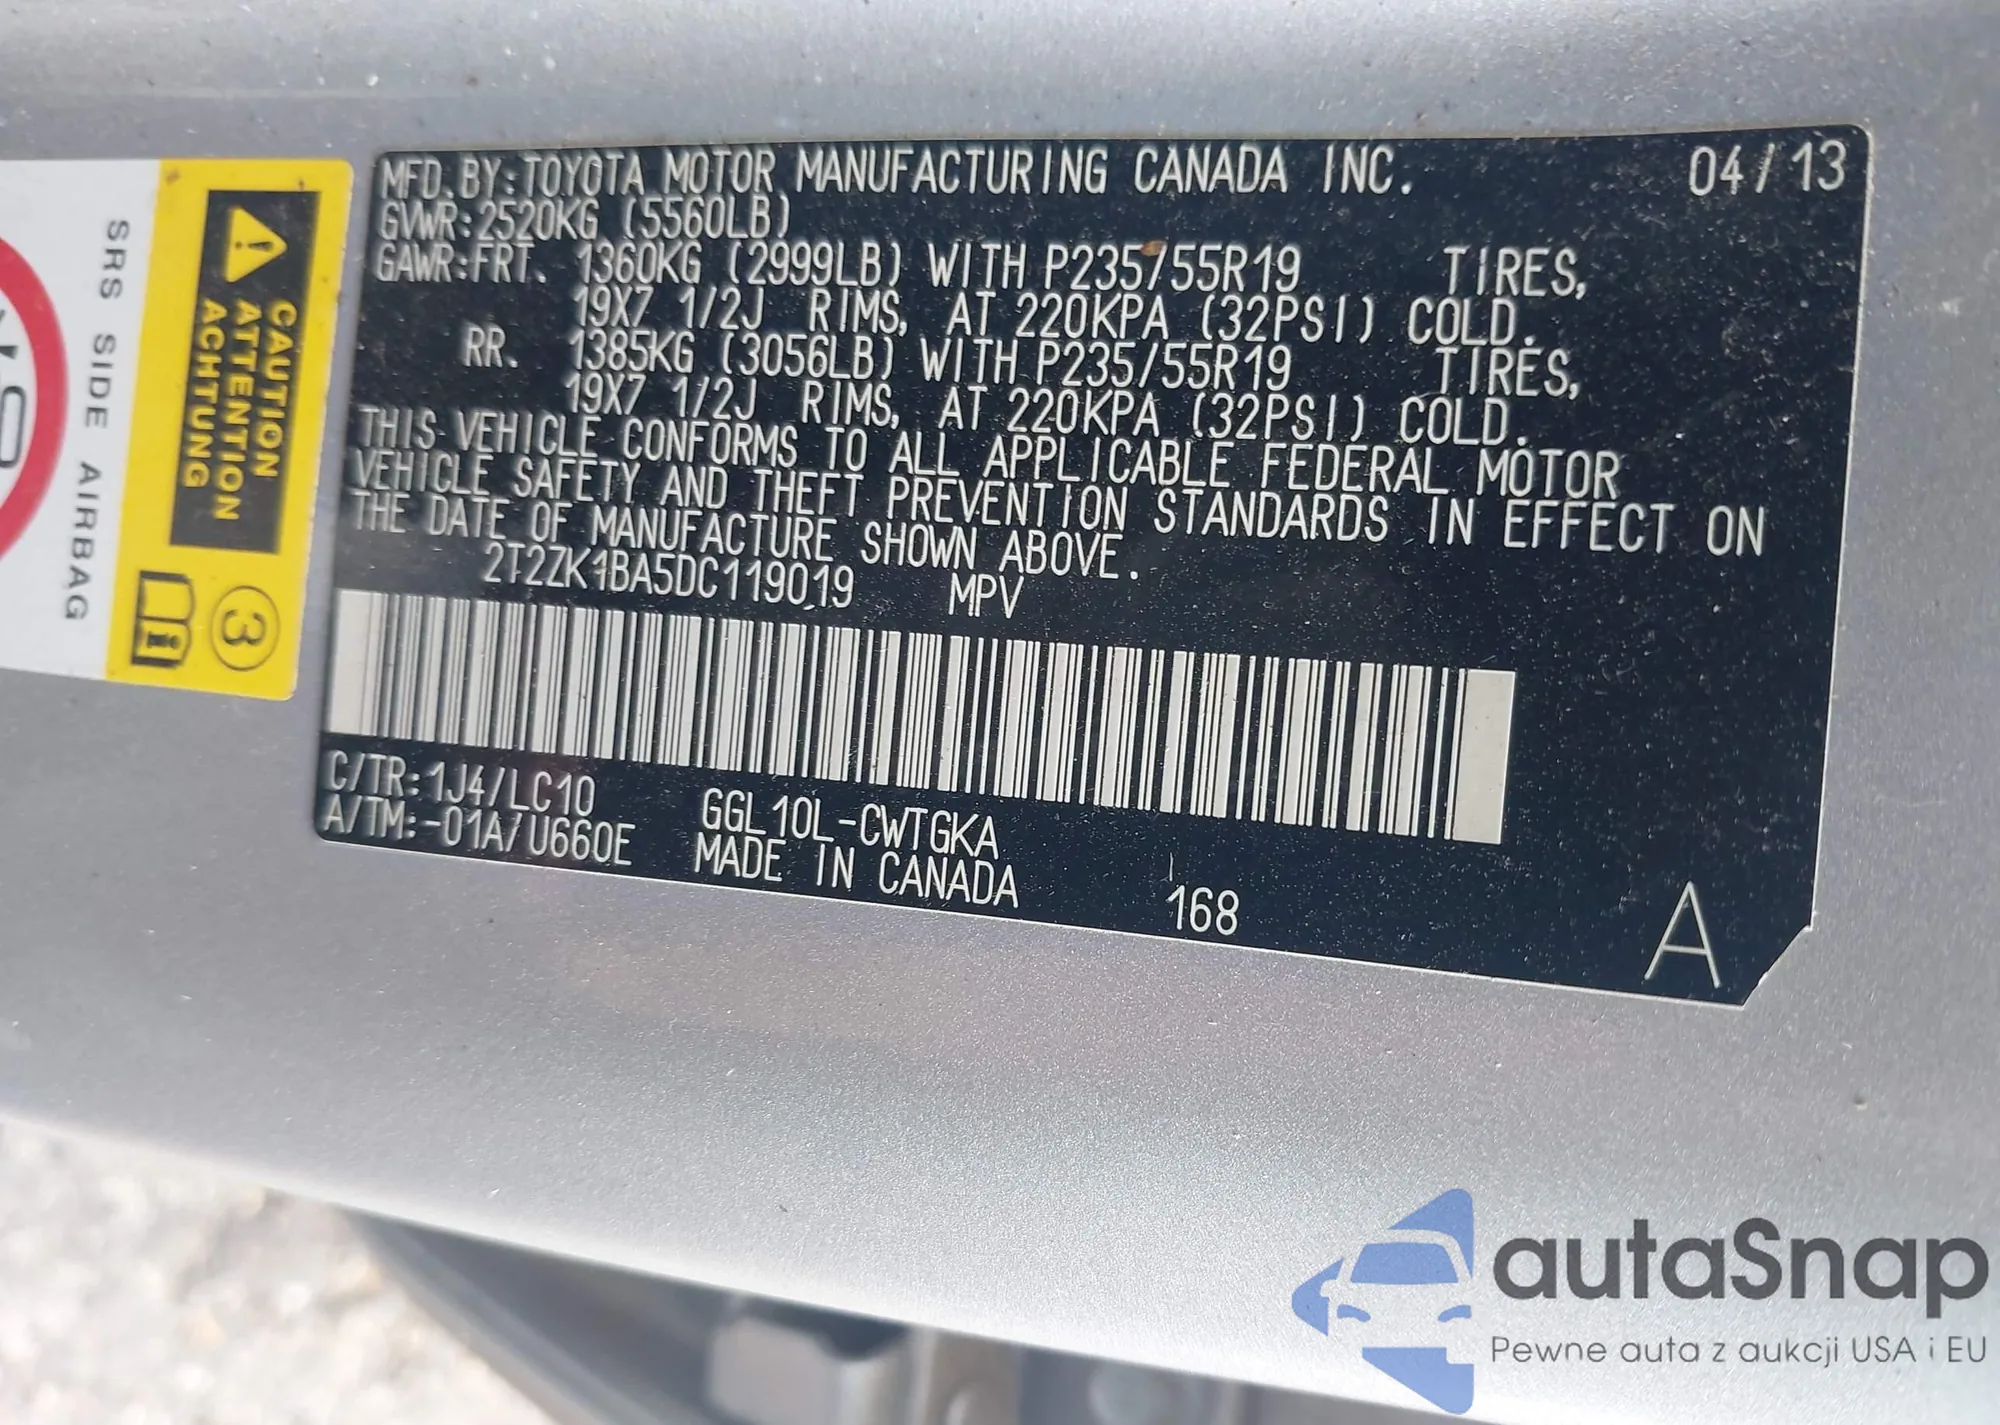 MFD. BY: TOYOTA MOTOR MANUFACTURING CANADA INC. 04/13
GVWR: 2520KG (5560LB)
GAWR: FRT. 1360KG (2999LB) WITH P235/55R19 TIRES,
19X7 1/2J RIMS, AT 220KPA (32PSI) COLD.
RR. 1385KG (3056LB) WITH P235/55R19 TIRES,
19X7 1/2J RIMS, AT 220KPA (32PSI) COLD.
THIS VEHICLE CONFORMS TO ALL APPLICABLE FEDERAL MOTOR
VEHICLE SAFETY AND THEFT PREVENTION STANDARDS IN EFFECT ON
THE DATE OF MANUFACTURE SHOWN ABOVE.
2T2ZK1BA5DC119019 MPV
C/TR: 1J4/LC10 GGL10L-CWTGKA
A/TM: -01A/U660E MADE IN CANADA 168
A
CAUTION
ATTENTION
ACHTUNG
3
SRS SIDE AIRBAG
autaSnap
Pewne auta z aukcji USA i EU